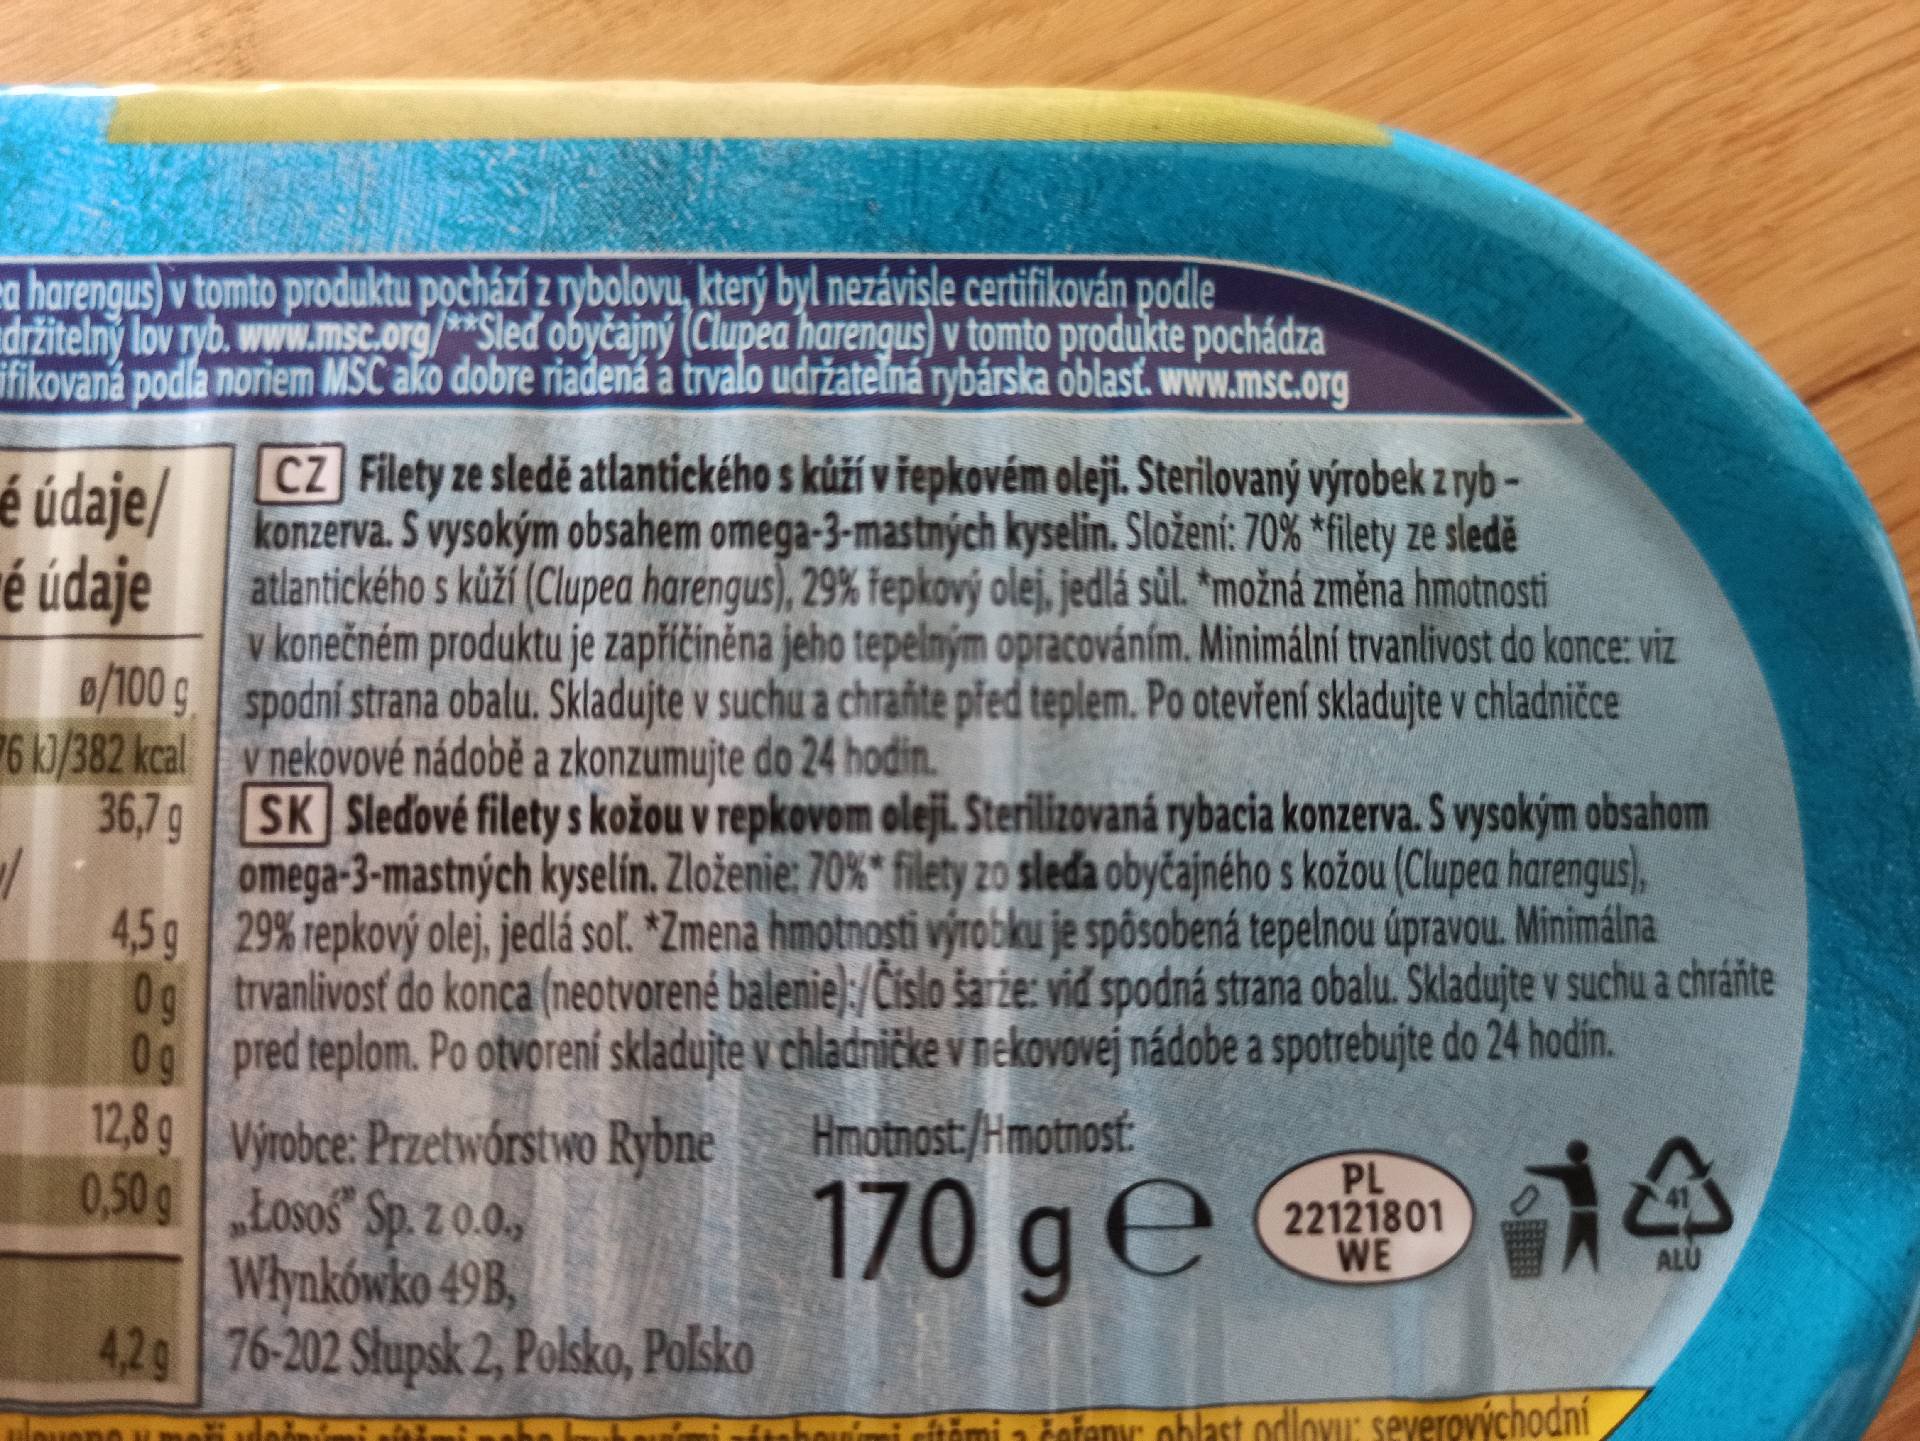 harengus) v tomto produktu pochází z rybolovu, který byl nezávisle certifikován podle
držitelný lov ryb. www.msc.org/**Sleď obyčajný (Clupea harengus) v tomto produkte pochádza
ifikovaná podľa noriem MSC ako dobre riadená a trvalo udržateľná rybárska oblasť. www.msc.org
é údaje/
é údaje
ø/100 g
76 kJ/382 kcal
36,7 g
/
4,5 g
0 g
0 g
12,8 g
0,50 g
4,2 g
CZ Filety ze sledě atlantického s kůží v řepkovém oleji. Sterilovaný výrobek z ryb –
konzerva. S vysokým obsahem omega-3-mastných kyselin. Složení: 70% *filety ze sledě
atlantického s kůží (Clupea harengus), 29% řepkový olej, jedlá sůl. *možná změna hmotnosti
v konečném produktu je zapříčiněna jeho tepelným opracováním. Minimální trvanlivost do konce: viz
spodní strana obalu. Skladujte v suchu a chraňte před teplem. Po otevření skladujte v chladničce
v nekovové nádobě a zkonzumujte do 24 hodin.
SK Sleďové filety s kožou v repkovom oleji. Sterilizovaná rybacia konzerva. S vysokým obsahom
omega-3-mastných kyselín. Zloženie: 70%* filety zo sleďa obyčajného s kožou (Clupea harengus),
29% repkový olej, jedlá soľ. *Zmena hmotnosti výrobku je spôsobená tepelnou úpravou. Minimálna
trvanlivosť do konca (neotvorené balenie):/Číslo šarže: viď spodná strana obalu. Skladujte v suchu a chráňte
pred teplom. Po otvorení skladujte v chladničke v nekovovej nádobe a spotrebujte do 24 hodín.
Výrobce: Przetwórstwo Rybne
„Łosoś” Sp. z o.o.,
Włynkówko 49B,
76-202 Słupsk 2, Polsko, Poľsko
Hmotnost:/Hmotnosť:
170 g e
PL
22121801
WE
41
ALU
oblast odlovu: severovýchodní